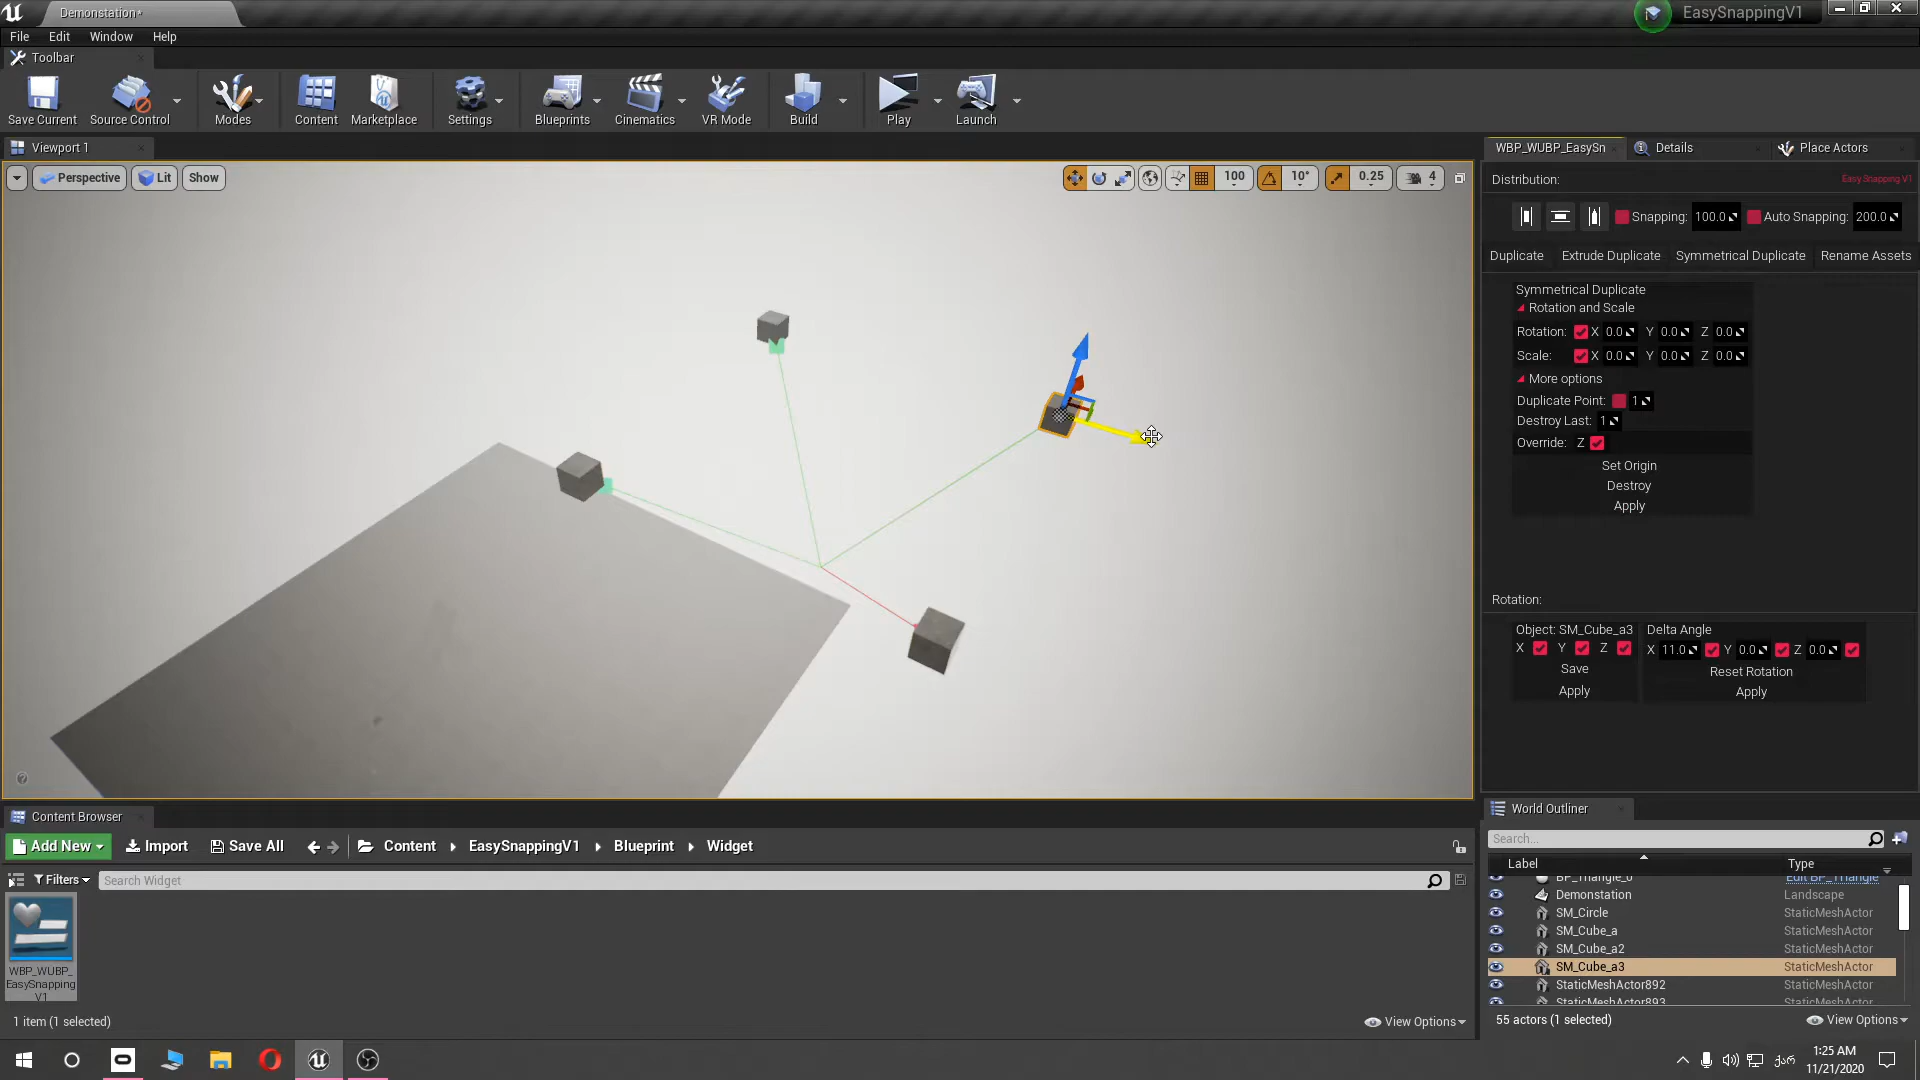 Demonstation*
EasySnappingV1
File Edit Window Help
Toolbar
Save Current Source Control Modes Content Marketplace Settings Blueprints Cinematics VR Mode Build Play Launch
Viewport 1
WBP_WUBP_EasySn Details Place Actors
Perspective Lit Show 100 10° 0.25 4
Distribution: Easy Snapping V1
Snapping: 100.0 Auto Snapping: 200.0
Duplicate Extrude Duplicate Symmetrical Duplicate Rename Assets
Symmetrical Duplicate
Rotation and Scale
Rotation: X 0.0 Y 0.0 Z 0.0
Scale: X 0.0 Y 0.0 Z 0.0
More options
Duplicate Point: 1
Destroy Last: 1
Override: Z
Set Origin
Destroy
Apply
Rotation:
Object: SM_Cube_a3 Delta Angle
X Y Z X 11.0 Y 0.0 Z 0.0
Save Reset Rotation
Apply Apply
Content Browser
Add New Import Save All Content EasySnappingV1 Blueprint Widget
Filters Search Widget
WBP_WUBP_
EasySnapping
V1
1 item (1 selected) View Options
World Outliner
Search...
Label Type
BP_Triangle_0 Edit BP_Triangle
Demonstation Landscape
SM_Circle StaticMeshActor
SM_Cube_a StaticMeshActor
SM_Cube_a2 StaticMeshActor
SM_Cube_a3 StaticMeshActor
StaticMeshActor892 StaticMeshActor
StaticMeshActor893 StaticMeshActor
55 actors (1 selected) View Options
ქარ 1:25 AM
11/21/2020